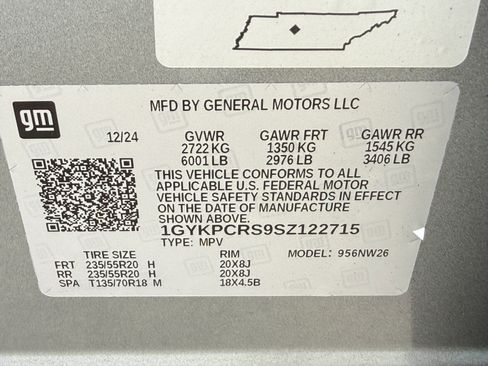 gm
MFD BY GENERAL MOTORS LLC
12/24 GVWR GAWR FRT GAWR RR
2722 KG 1350 KG 1545 KG
6001 LB 2976 LB 3406 LB
THIS VEHICLE CONFORMS TO ALL
APPLICABLE U.S. FEDERAL MOTOR
VEHICLE SAFETY STANDARDS IN EFFECT
ON THE DATE OF MANUFACTURE
SHOWN ABOVE.
1GYKPCRS9SZ122715
TYPE: MPV
TIRE SIZE RIM MODEL: 956NW26
FRT 235/55R20 H 20X8J
RR 235/55R20 H 20X8J
SPA T135/70R18 M 18X4.5B